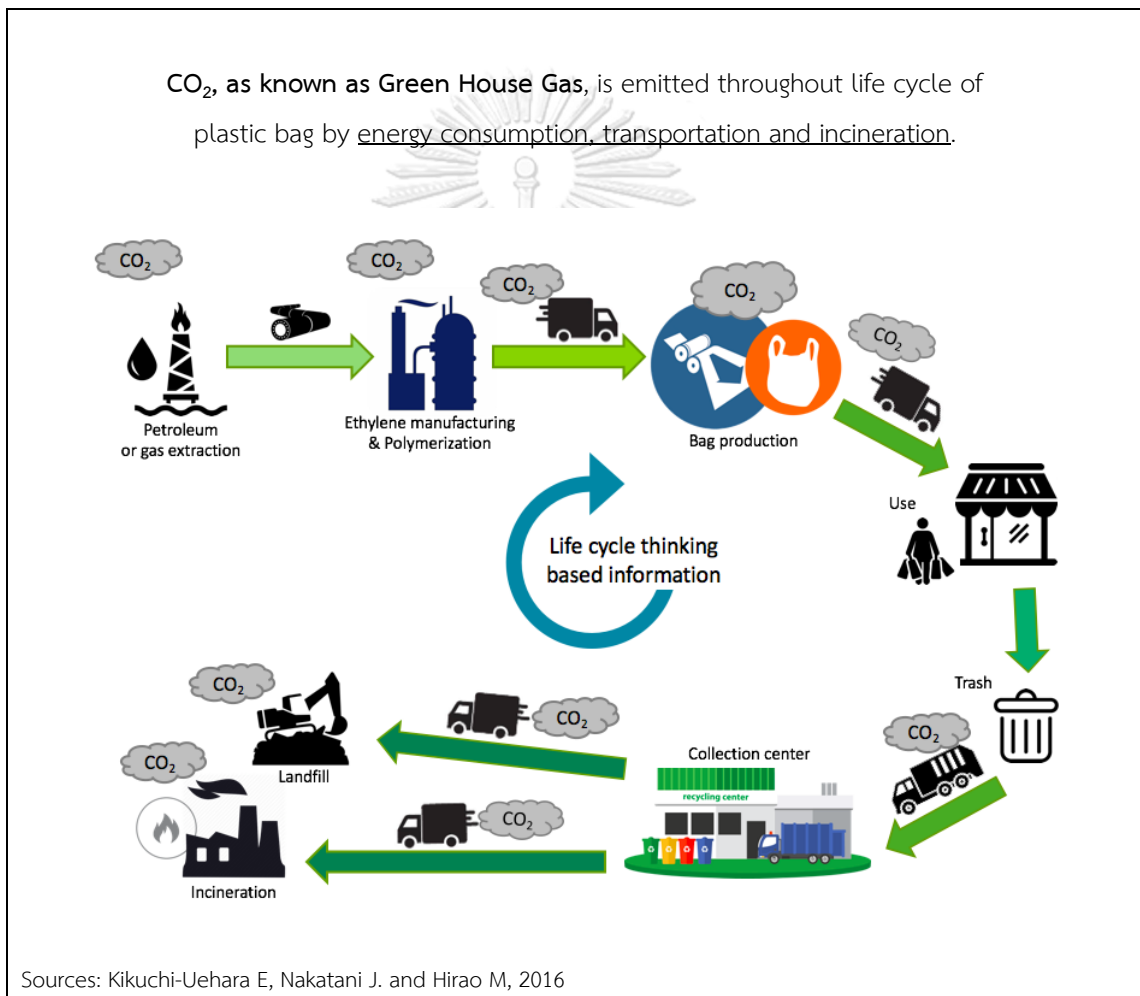 CO₂, as known as Green House Gas, is emitted throughout life cycle of
plastic bag by energy consumption, transportation and incineration.
CO₂
CO₂
CO₂
CO₂
CO₂
Petroleum
or gas extraction
Ethylene manufacturing
& Polymerization
Bag production
Use
Life cycle thinking
based information
Trash
CO₂
CO₂
CO₂
Collection center
recycling center
Landfill
CO₂
CO₂
Incineration
Sources: Kikuchi-Uehara E, Nakatani J. and Hirao M, 2016